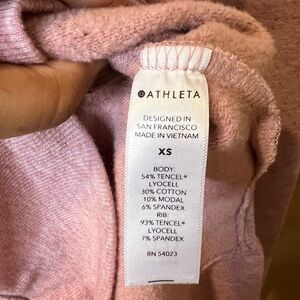 ATHLETA
DESIGNED IN
SAN FRANCISCO
MADE IN VIETNAM
XS
BODY:
54% TENCEL®
LYOCELL
30% COTTON
10% MODAL
6% SPANDEX
RIB:
93% TENCEL®
LYOCELL
7% SPANDEX
RN 54023